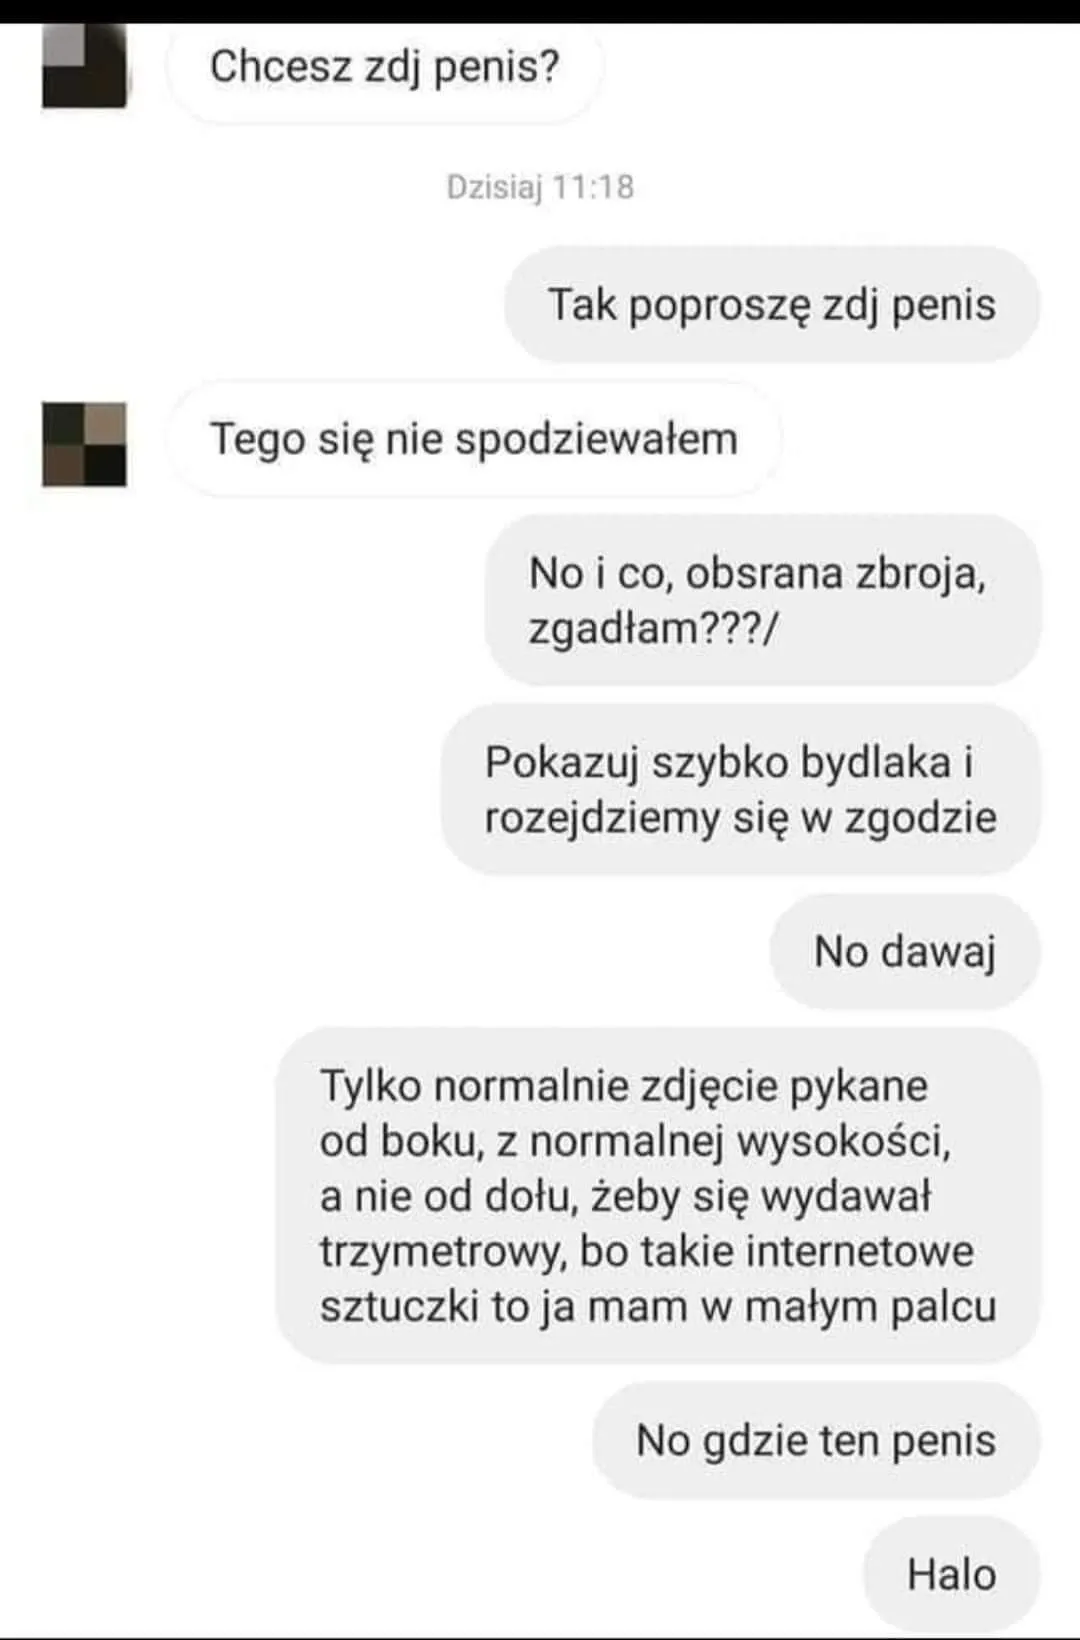 Chcesz zdj penis?
Dzisiaj 11:18
Tak poproszę zdj penis
Tego się nie spodziewałem
No i co, obsrana zbroja,
zgadłam???/
Pokazuj szybko bydlaka i
rozejdziemy się w zgodzie
No dawaj
Tylko normalnie zdjęcie pykane
od boku, z normalnej wysokości,
a nie od dołu, żeby się wydawał
trzymetrowy, bo takie internetowe
sztuczki to ja mam w małym palcu
No gdzie ten penis
Halo